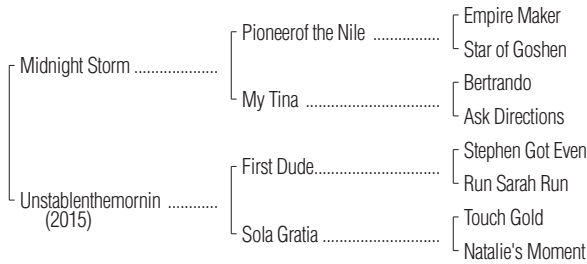 Empire Maker
Pioneerof the Nile ..................
Star of Goshen
Midnight Storm ......................
Bertrando
My Tina ...................................
Ask Directions
Stephen Got Even
First Dude.................................
Run Sarah Run
Unstablenthemornin .............
(2015)
Touch Gold
Sola Gratia ...............................
Natalie's Moment